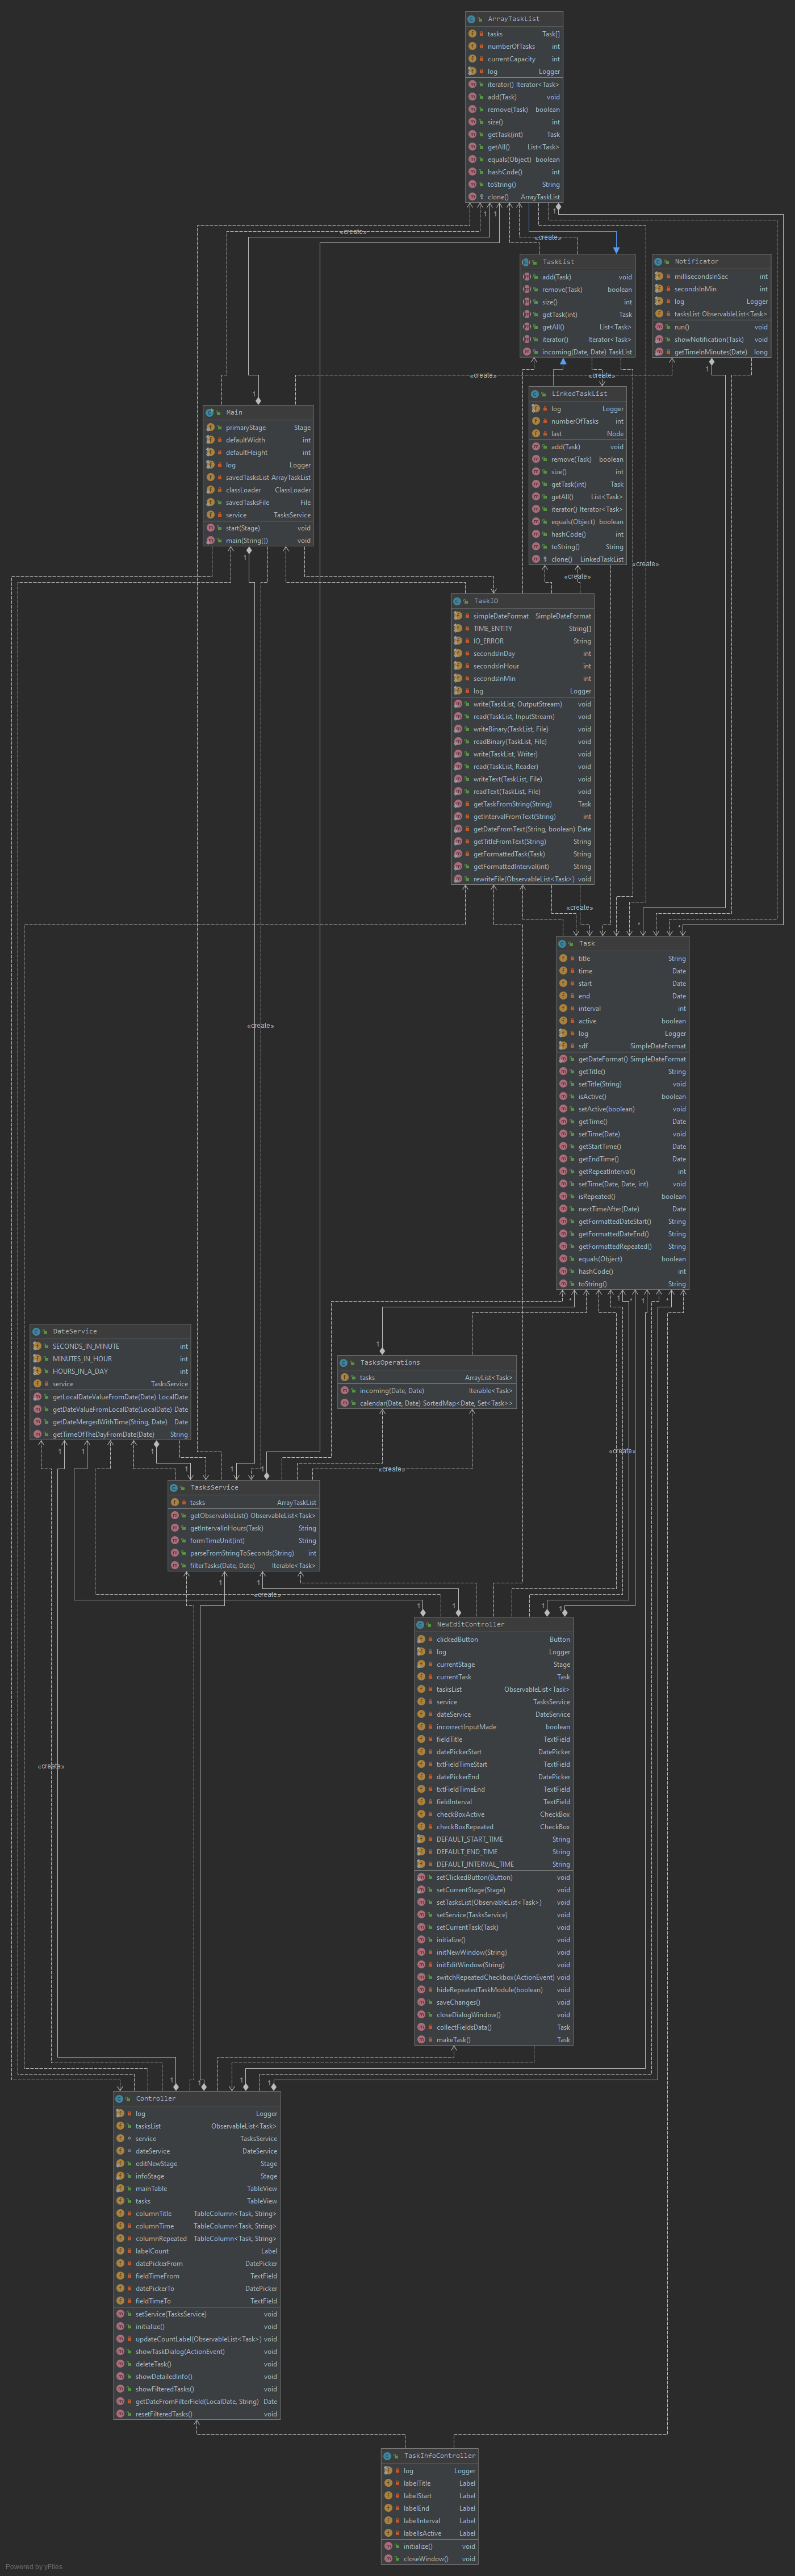 ArrayTaskList
tasks Task[]
numberOfTasks int
currentCapacity int
log Logger
iterator() Iterator<Task>
add(Task) void
remove(Task) boolean
size() int
getTask(int) Task
getAll() List<Task>
equals(Object) boolean
hashCode() int
toString() String
clone() ArrayTaskList
1
1
1
1
«create»
«create»
TaskList
add(Task) void
remove(Task) boolean
size() int
getTask(int) Task
getAll() List<Task>
iterator() Iterator<Task>
incoming(Date, Date) TaskList
Notificator
millisecondsInSec int
secondsInMin int
log Logger
tasksList ObservableList<Task>
run() void
showNotification(Task) void
getTimeInMinutes(Date) long
1
«create»
«create»
LinkedTaskList
log Logger
numberOfTasks int
last Node
add(Task) void
remove(Task) boolean
size() int
getTask(int) Task
getAll() List<Task>
iterator() Iterator<Task>
equals(Object) boolean
hashCode() int
toString() String
clone() LinkedTaskList
1
Main
primaryStage Stage
defaultWidth int
defaultHeight int
log Logger
savedTasksList ArrayTaskList
classLoader ClassLoader
savedTasksFile File
service TasksService
start(Stage) void
main(String[]) void
1
«create»
«create»
TaskIO
simpleDateFormat SimpleDateFormat
TIME_ENTITY String[]
IO_ERROR String
secondsInDay int
secondsInHour int
secondsInMin int
log Logger
write(TaskList, OutputStream) void
read(TaskList, InputStream) void
writeBinary(TaskList, File) void
readBinary(TaskList, File) void
write(TaskList, Writer) void
read(TaskList, Reader) void
writeText(TaskList, File) void
readText(TaskList, File) void
getTaskFromString(String) Task
getIntervalFromText(String) int
getDateFromText(String, boolean) Date
getTitleFromText(String) String
getFormattedTask(Task) String
getFormattedInterval(int) String
rewriteFile(ObservableList<Task>) void
«create»
*
*
Task
title String
time Date
start Date
end Date
interval int
active boolean
log Logger
sdf SimpleDateFormat
getDateFormat() SimpleDateFormat
getTitle() String
setTitle(String) void
isActive() boolean
setActive(boolean) void
getTime() Date
setTime(Date) void
getStartTime() Date
getEndTime() Date
getRepeatInterval() int
setTime(Date, Date, int) void
isRepeated() boolean
nextTimeAfter(Date) Date
getFormattedDateStart() String
getFormattedDateEnd() String
getFormattedRepeated() String
equals(Object) boolean
hashCode() int
toString() String
«create»
*
1
*
1
*
DateService
SECONDS_IN_MINUTE int
MINUTES_IN_HOUR int
HOURS_IN_A_DAY int
service TasksService
getLocalDateValueFromDate(Date) LocalDate
getDateValueFromLocalDate(LocalDate) Date
getDateMergedWithTime(String, Date) Date
getTimeOfTheDayFromDate(Date) String
1
TasksOperations
tasks ArrayList<Task>
incoming(Date, Date) Iterable<Task>
calendar(Date, Date) SortedMap<Date, Set<Task>>
1
1
1
1
1
1
«create»
«create»
TasksService
tasks ArrayTaskList
getObservableList() ObservableList<Task>
getIntervalInHours(Task) String
formTimeUnit(int) String
parseFromStringToSeconds(String) int
filterTasks(Date, Date) Iterable<Task>
1
1
«create»
1
1
1
1
NewEditController
clickedButton Button
log Logger
currentStage Stage
currentTask Task
tasksList ObservableList<Task>
service TasksService
dateService DateService
incorrectInputMade boolean
fieldTitle TextField
datePickerStart DatePicker
txtFieldTimeStart TextField
datePickerEnd DatePicker
txtFieldTimeEnd TextField
fieldInterval TextField
checkBoxActive CheckBox
checkBoxRepeated CheckBox
DEFAULT_START_TIME String
DEFAULT_END_TIME String
DEFAULT_INTERVAL_TIME String
setClickedButton(Button) void
setCurrentStage(Stage) void
setTasksList(ObservableList<Task>) void
setService(TasksService) void
setCurrentTask(Task) void
initialize() void
initNewWindow(String) void
initEditWindow(String) void
switchRepeatedCheckbox(ActionEvent) void
hideRepeatedTaskModule(boolean) void
saveChanges() void
closeDialogWindow() void
collectFieldsData() Task
makeTask() Task
«create»
1
1
1
1
Controller
log Logger
tasksList ObservableList<Task>
service TasksService
dateService DateService
editNewStage Stage
infoStage Stage
mainTable TableView
tasks TableView
columnTitle TableColumn<Task, String>
columnTime TableColumn<Task, String>
columnRepeated TableColumn<Task, String>
labelCount Label
datePickerFrom DatePicker
fieldTimeFrom TextField
datePickerTo DatePicker
fieldTimeTo TextField
setService(TasksService) void
initialize() void
updateCountLabel(ObservableList<Task>) void
showTaskDialog(ActionEvent) void
deleteTask() void
showDetailedInfo() void
showFilteredTasks() void
getDateFromFilterField(LocalDate, String) Date
resetFilteredTasks() void
TaskInfoController
log Logger
labelTitle Label
labelStart Label
labelEnd Label
labelInterval Label
labelIsActive Label
initialize() void
closeWindow() void
Powered by yFiles